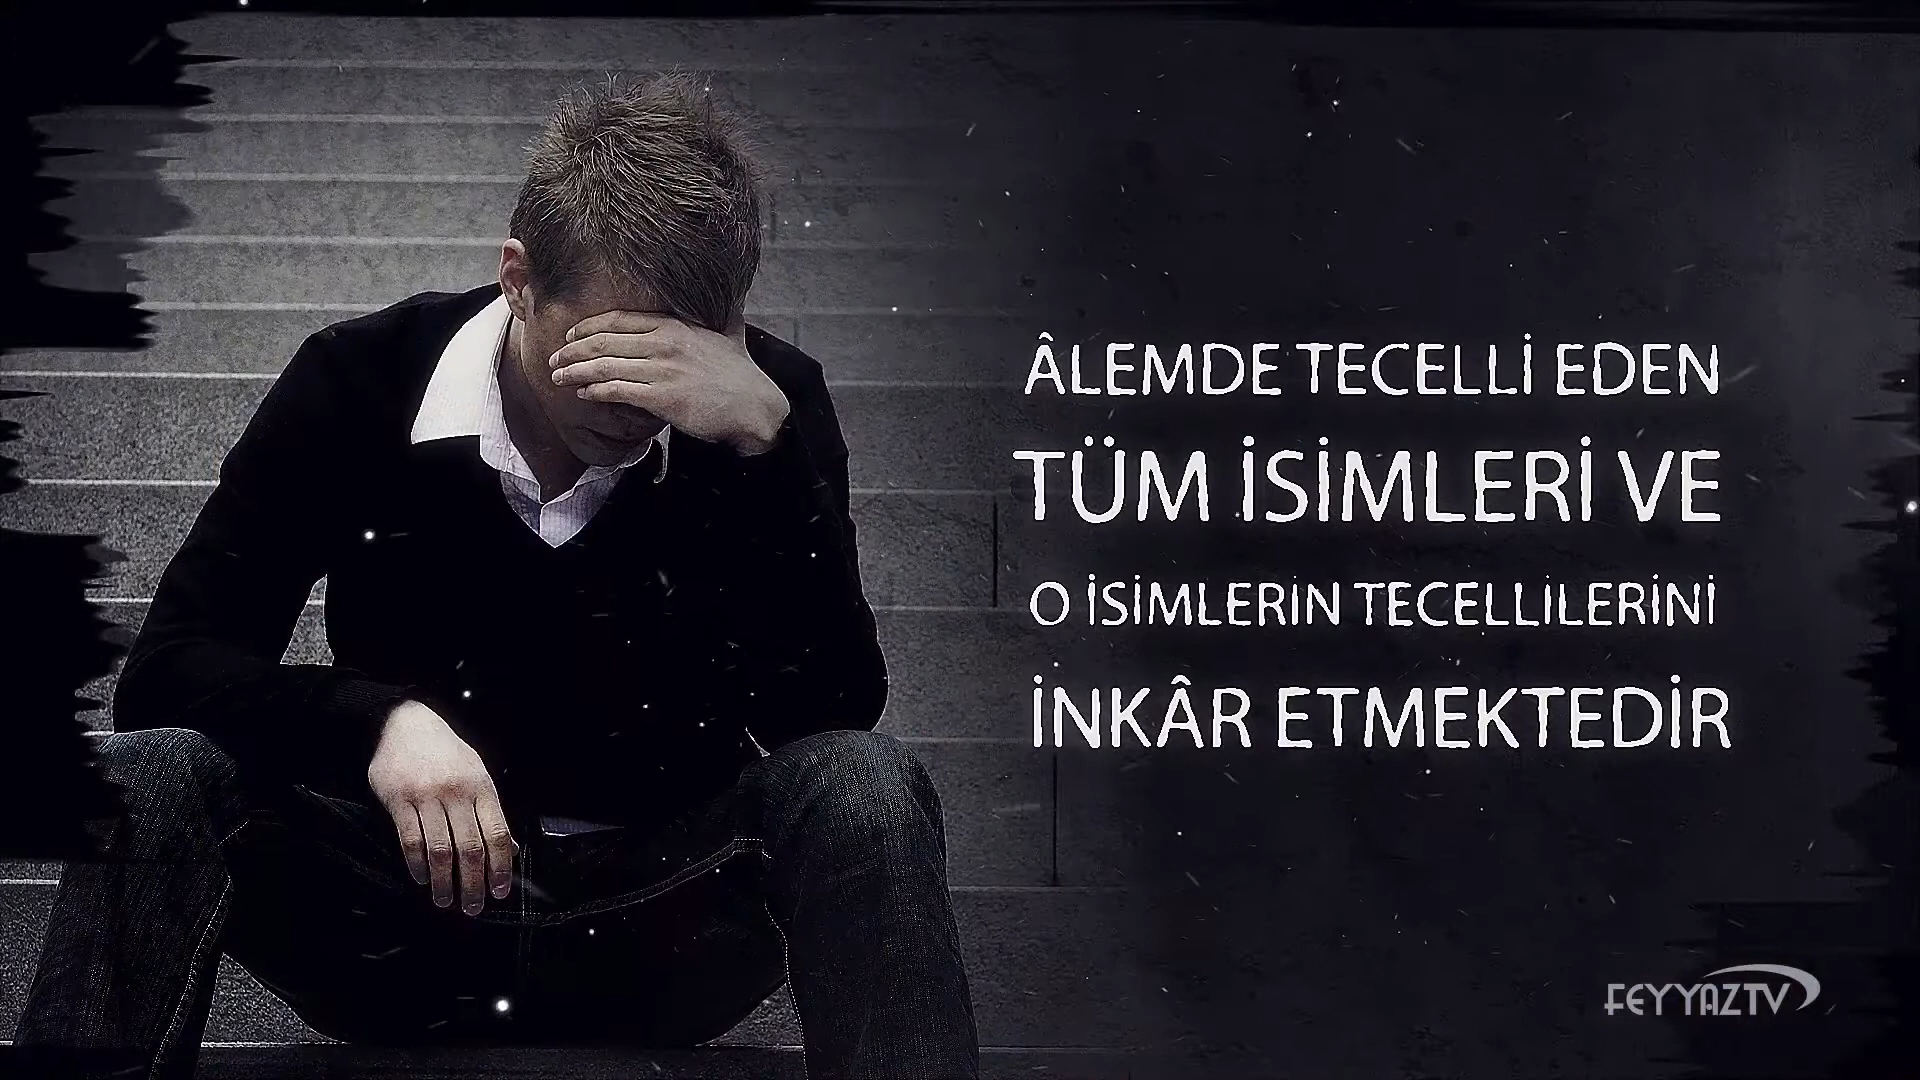 ÂLEMDE TECELLİ EDEN
TÜM İSİMLERİ VE
O İSİMLERİN TECELLİLERİNİ
İNKÂR ETMEKTEDİR
FEYYAZTV